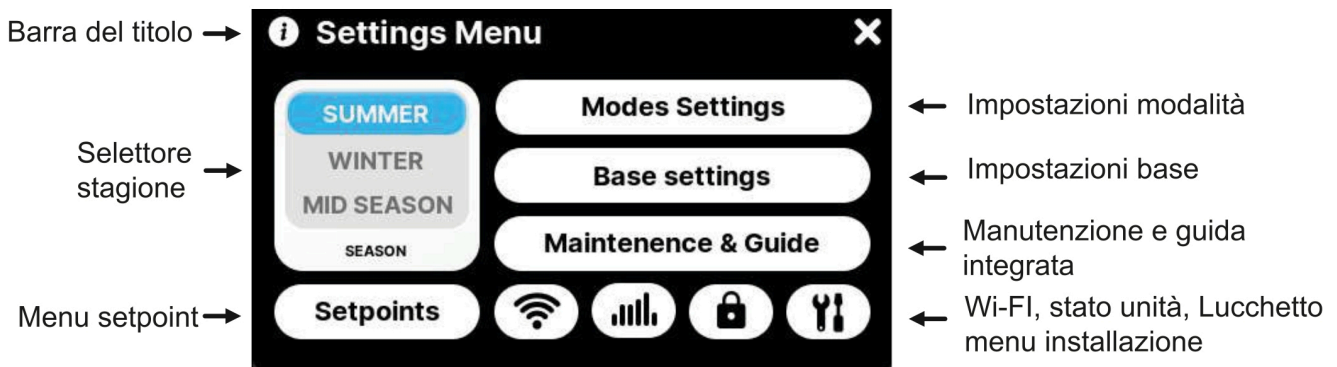 Barra del titolo
Settings Menu
Selettore
stagione
SUMMER
WINTER
MID SEASON
SEASON
Modes Settings
Impostazioni modalità
Base settings
Impostazioni base
Maintenence & Guide
Manutenzione e guida
integrata
Menu setpoint
Setpoints
Wi-FI, stato unità, Lucchetto
menu installazione